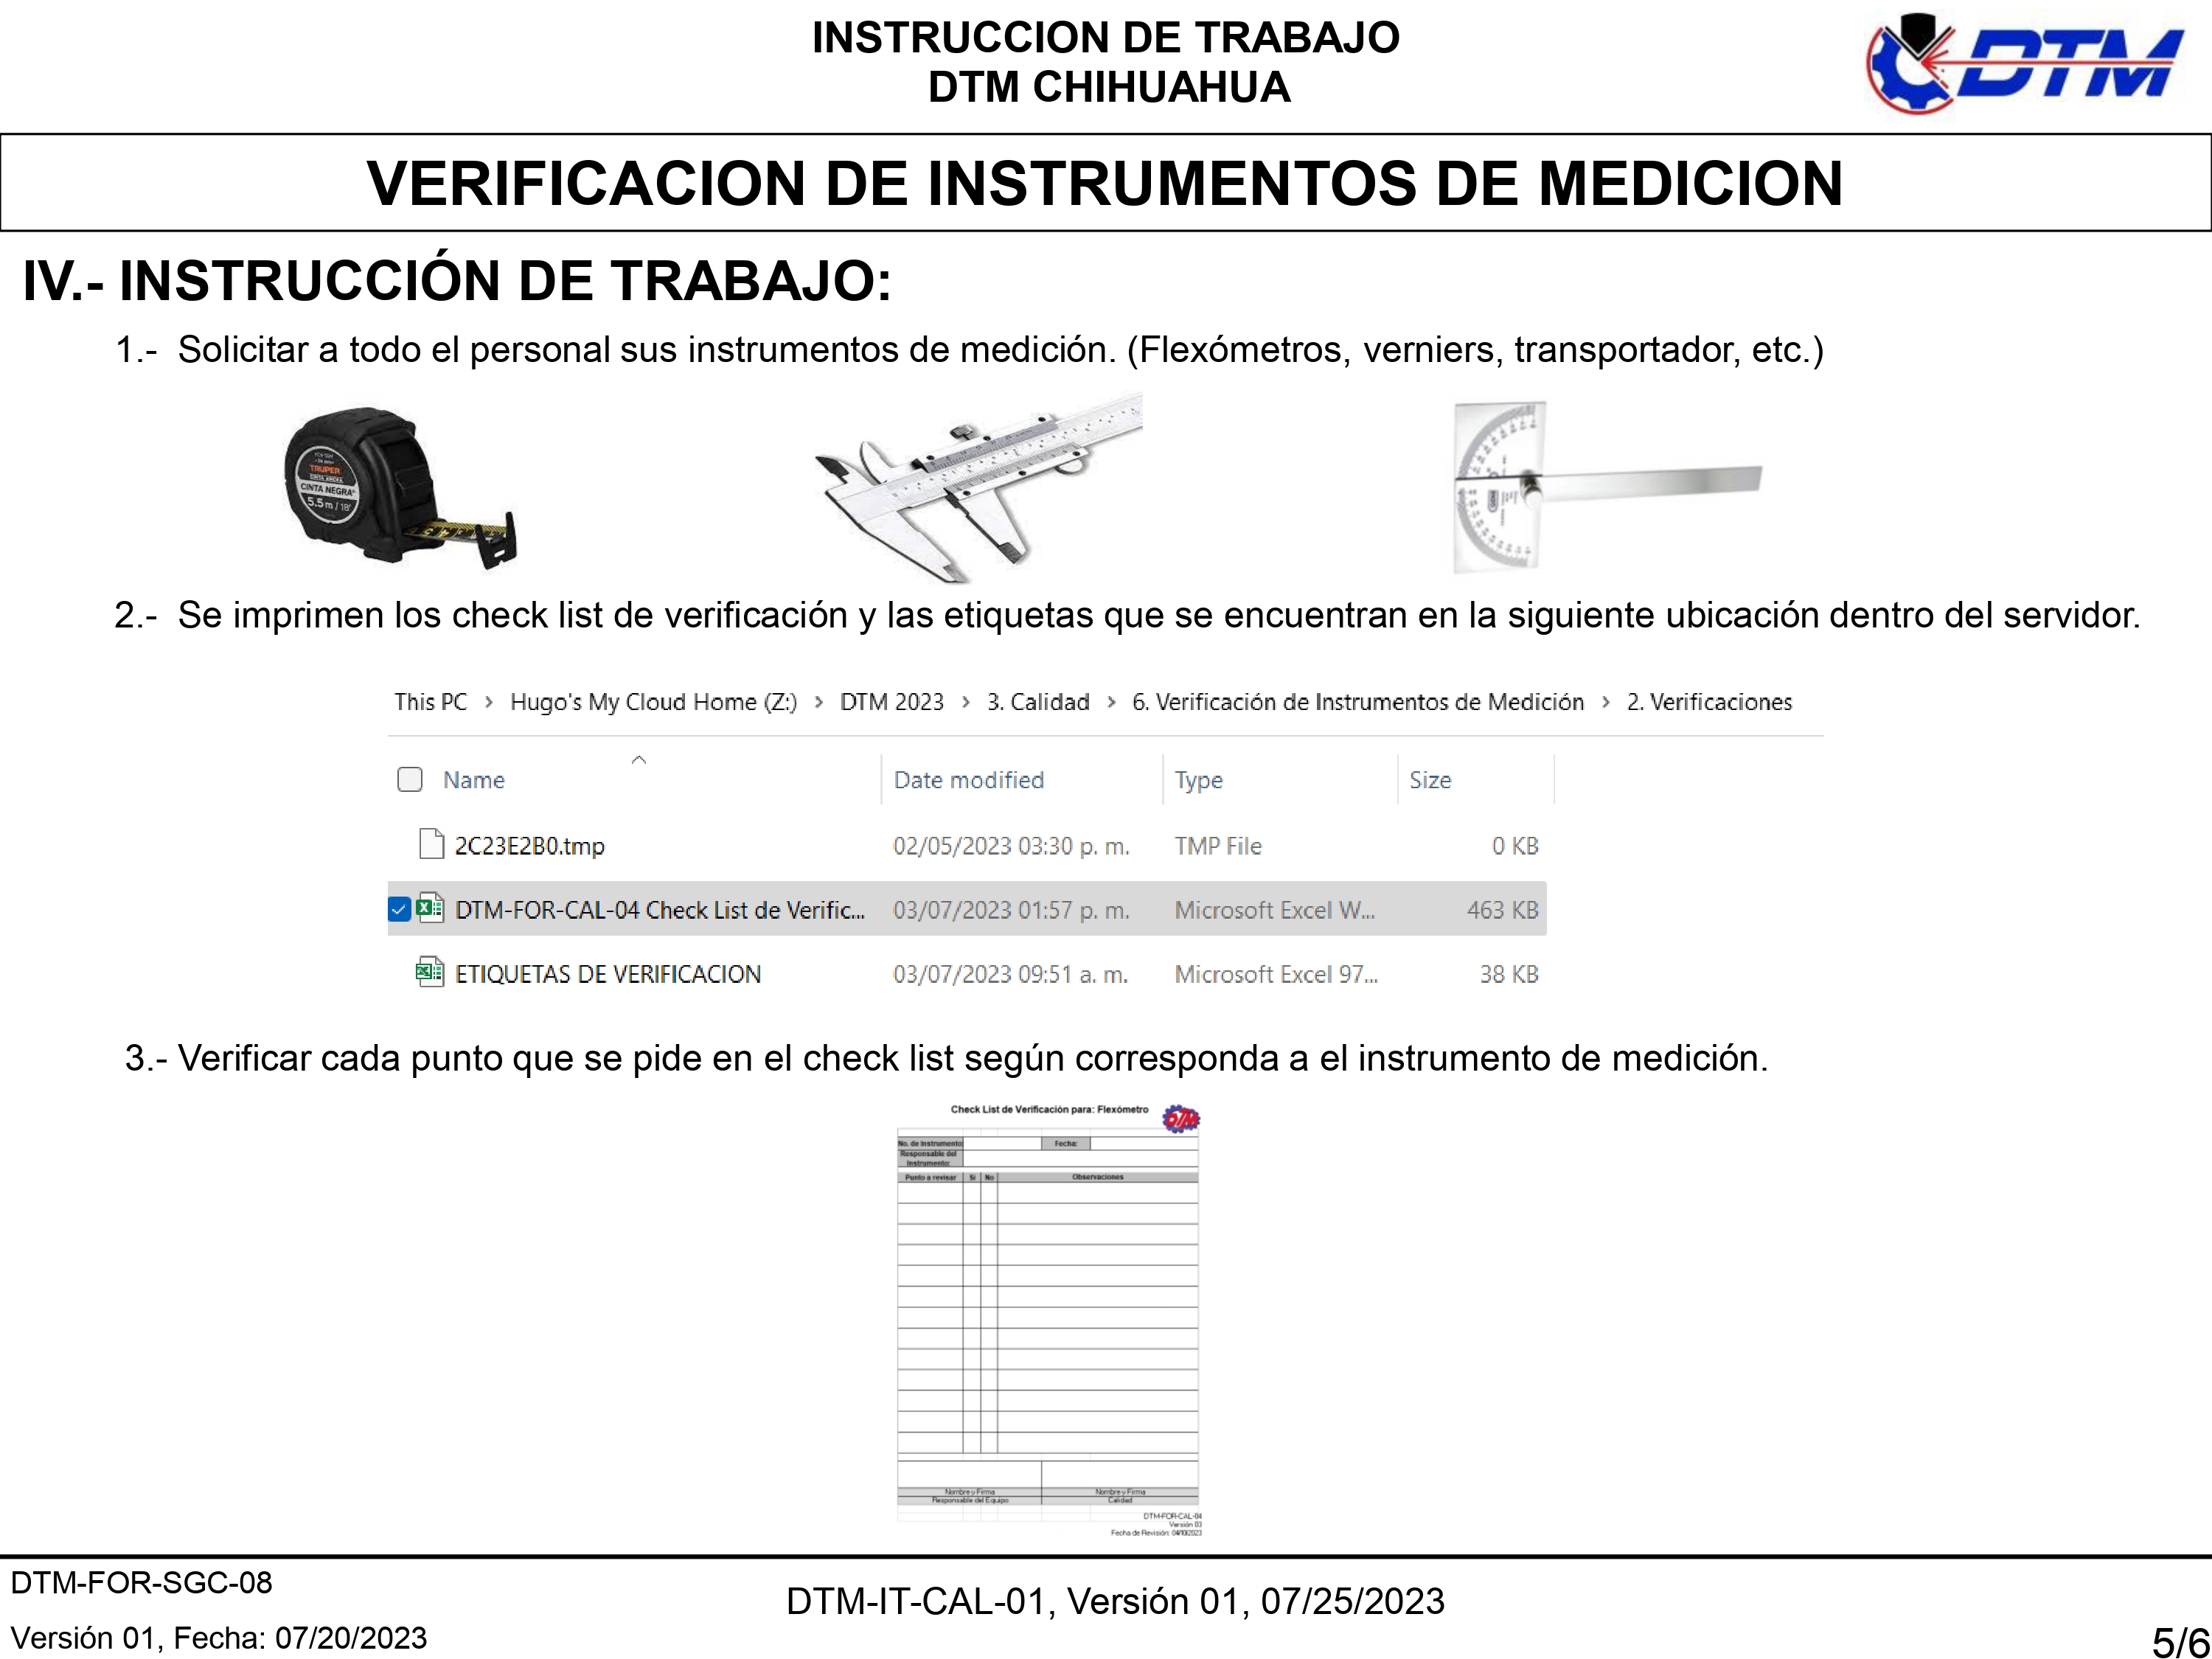 INSTRUCCION DE TRABAJO
DTM CHIHUAHUA
DTM
VERIFICACION DE INSTRUMENTOS DE MEDICION
IV.- INSTRUCCIÓN DE TRABAJO:
1.- Solicitar a todo el personal sus instrumentos de medición. (Flexómetros, verniers, transportador, etc.)
TRUPER
CINTA NEGRA
5.5 m / 18'
2.- Se imprimen los check list de verificación y las etiquetas que se encuentran en la siguiente ubicación dentro del servidor.
This PC > Hugo's My Cloud Home (Z:) > DTM 2023 > 3. Calidad > 6. Verificación de Instrumentos de Medición > 2. Verificaciones
Name Date modified Type Size
2C23E2B0.tmp 02/05/2023 03:30 p. m. TMP File 0 KB
DTM-FOR-CAL-04 Check List de Verific... 03/07/2023 01:57 p. m. Microsoft Excel W... 463 KB
ETIQUETAS DE VERIFICACION 03/07/2023 09:51 a. m. Microsoft Excel 97... 38 KB
3.- Verificar cada punto que se pide en el check list según corresponda a el instrumento de medición.
Check List de Verificación para: Flexómetro
DTM
No. de Instrumento: Fecha:
Responsable del
Instrumento:
Punto a revisar Si No Observaciones
Nombre y Firma Nombre y Firma
Responsable del Equipo Calidad
DTM-FOR-CAL-04
Versión 03
Fecha de Revisión: 04/10/2023
DTM-FOR-SGC-08
DTM-IT-CAL-01, Versión 01, 07/25/2023
Versión 01, Fecha: 07/20/2023
5/6